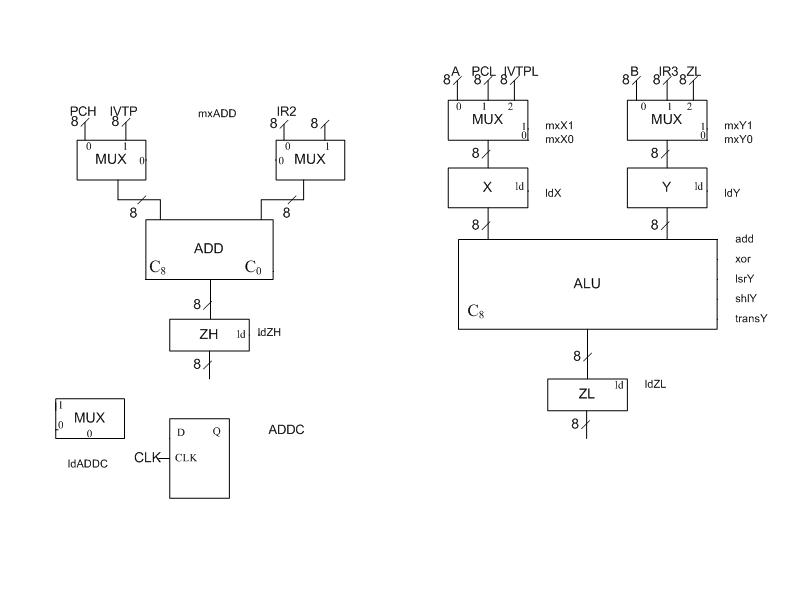 PCH IVTP mxADD IR2
8 8 8 8
0 1 0 1
MUX 0 0 MUX
8 8
ADD
C8 C0
8
ZH ld ldZH
8
1
MUX
0
0
ldADDC
D Q ADDC
CLK CLK
A PCL IVTPL
8 8 8
0 1 2
MUX
1 mxX1
0 mxX0
8
X ld ldX
8
B IR3 ZL
8 8 8
0 1 2
MUX
1 mxY1
0 mxY0
8
Y ld ldY
8
add
xor
ALU lsrY
shlY
C8
transY
8
ZL ld ldZL
8